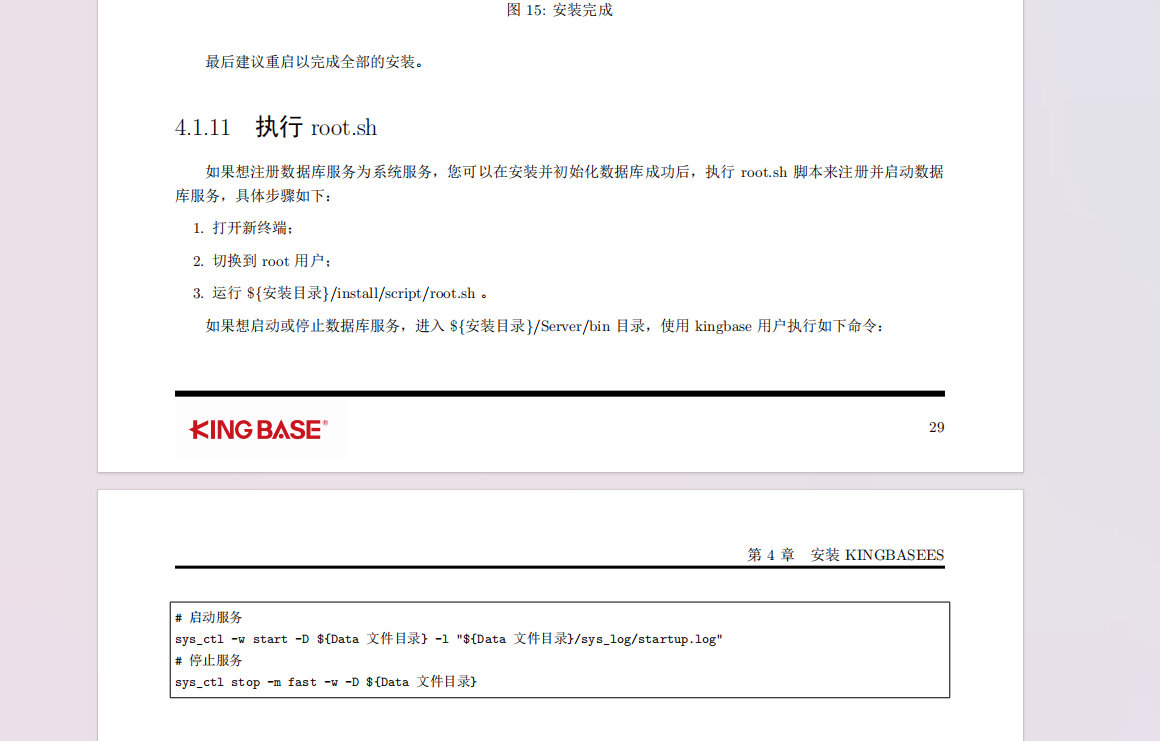 图 15: 安装完成
最后建议重启以完成全部的安装。
4.1.11 执行 root.sh
如果想注册数据库服务为系统服务，您可以在安装并初始化数据库成功后，执行 root.sh 脚本来注册并启动数据
库服务，具体步骤如下：
1. 打开新终端；
2. 切换到 root 用户；
3. 运行 ${安装目录}/install/script/root.sh 。
如果想启动或停止数据库服务，进入 ${安装目录}/Server/bin 目录，使用 kingbase 用户执行如下命令：
KINGBASE®
29
第 4 章 安装 KINGBASEES
# 启动服务
sys_ctl -w start -D ${Data 文件目录} -l "${Data 文件目录}/sys_log/startup.log"
# 停止服务
sys_ctl stop -m fast -w -D ${Data 文件目录}